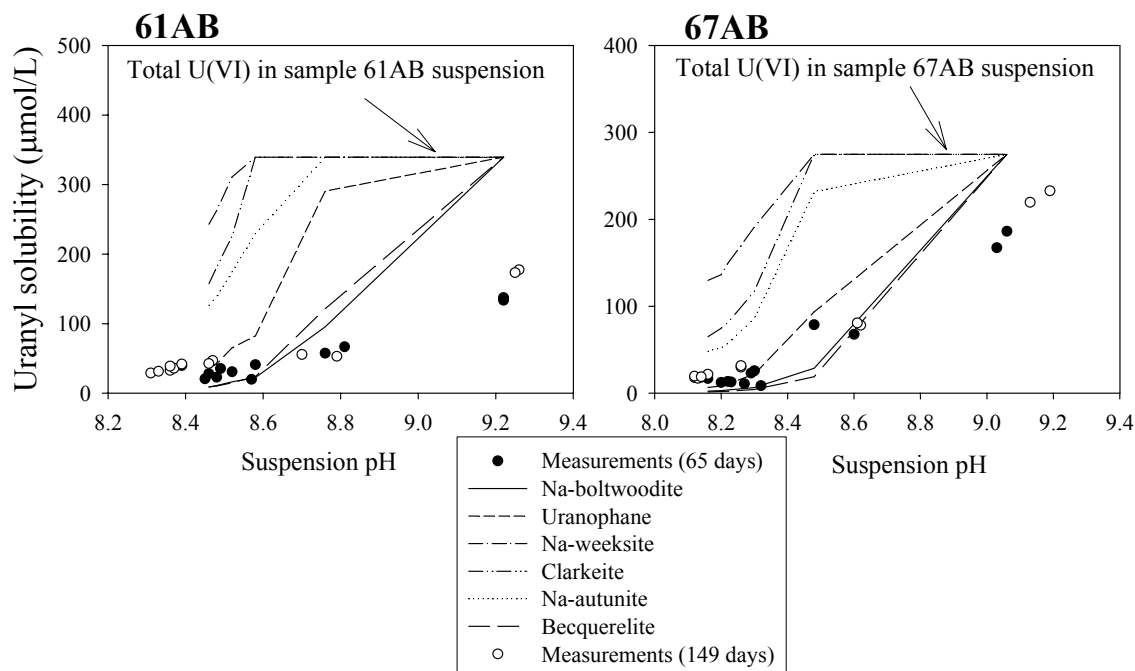 61AB
67AB
Uranyl solubility (μmol/L)
500
400
300
200
100
0
Total U(VI) in sample 61AB suspension
8.0 8.2 8.4 8.6 8.8 9.0 9.2 9.4
Suspension pH
400
300
200
100
0
Total U(VI) in sample 67AB suspension
8.0 8.2 8.4 8.6 8.8 9.0 9.2 9.4
Suspension pH
Measurements (65 days)
Na-boltwoodite
Uranophane
Na-weeksite
Clarkeite
Na-autunite
Becquerelite
Measurements (149 days)